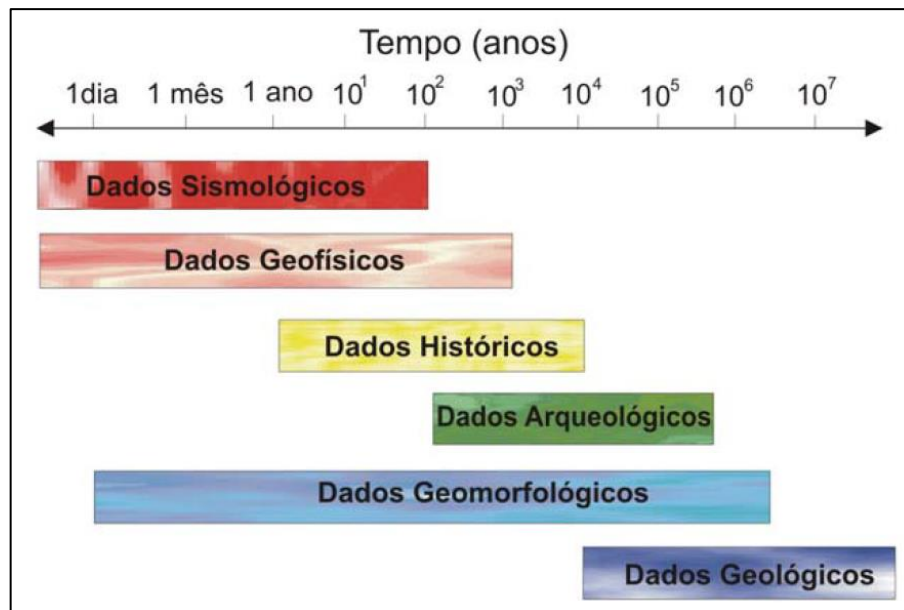 Tempo (anos)
1dia 1 mês 1 ano 10¹ 10² 10³ 10⁴ 10⁵ 10⁶ 10⁷
Dados Sismológicos
Dados Geofísicos
Dados Históricos
Dados Arqueológicos
Dados Geomorfológicos
Dados Geológicos